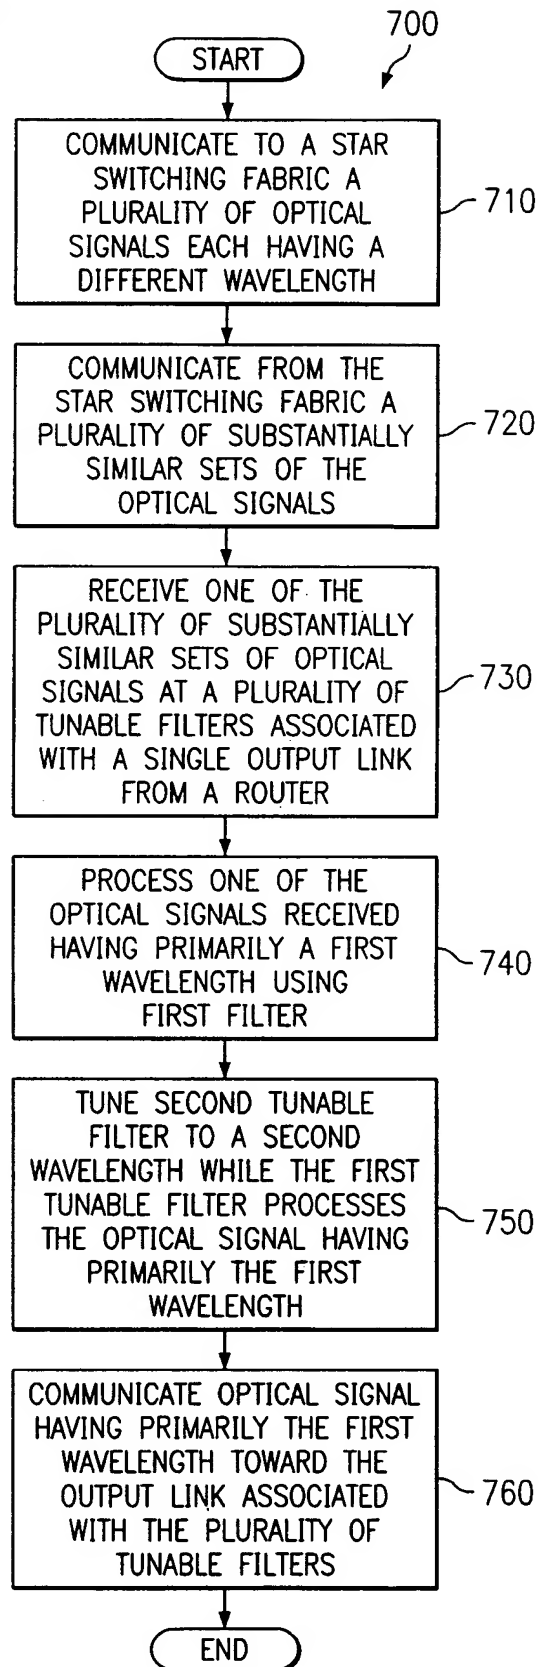 700
START
COMMUNICATE TO A STAR
SWITCHING FABRIC A
PLURALITY OF OPTICAL
SIGNALS EACH HAVING A
DIFFERENT WAVELENGTH
710
COMMUNICATE FROM THE
STAR SWITCHING FABRIC A
PLURALITY OF SUBSTANTIALLY
SIMILAR SETS OF THE
OPTICAL SIGNALS
720
RECEIVE ONE OF THE
PLURALITY OF SUBSTANTIALLY
SIMILAR SETS OF OPTICAL
SIGNALS AT A PLURALITY OF
TUNABLE FILTERS ASSOCIATED
WITH A SINGLE OUTPUT LINK
FROM A ROUTER
730
PROCESS ONE OF THE
OPTICAL SIGNALS RECEIVED
HAVING PRIMARILY A FIRST
WAVELENGTH USING
FIRST FILTER
740
TUNE SECOND TUNABLE
FILTER TO A SECOND
WAVELENGTH WHILE THE FIRST
TUNABLE FILTER PROCESSES
THE OPTICAL SIGNAL HAVING
PRIMARILY THE FIRST
WAVELENGTH
750
COMMUNICATE OPTICAL SIGNAL
HAVING PRIMARILY THE FIRST
WAVELENGTH TOWARD THE
OUTPUT LINK ASSOCIATED
WITH THE PLURALITY OF
TUNABLE FILTERS
760
END